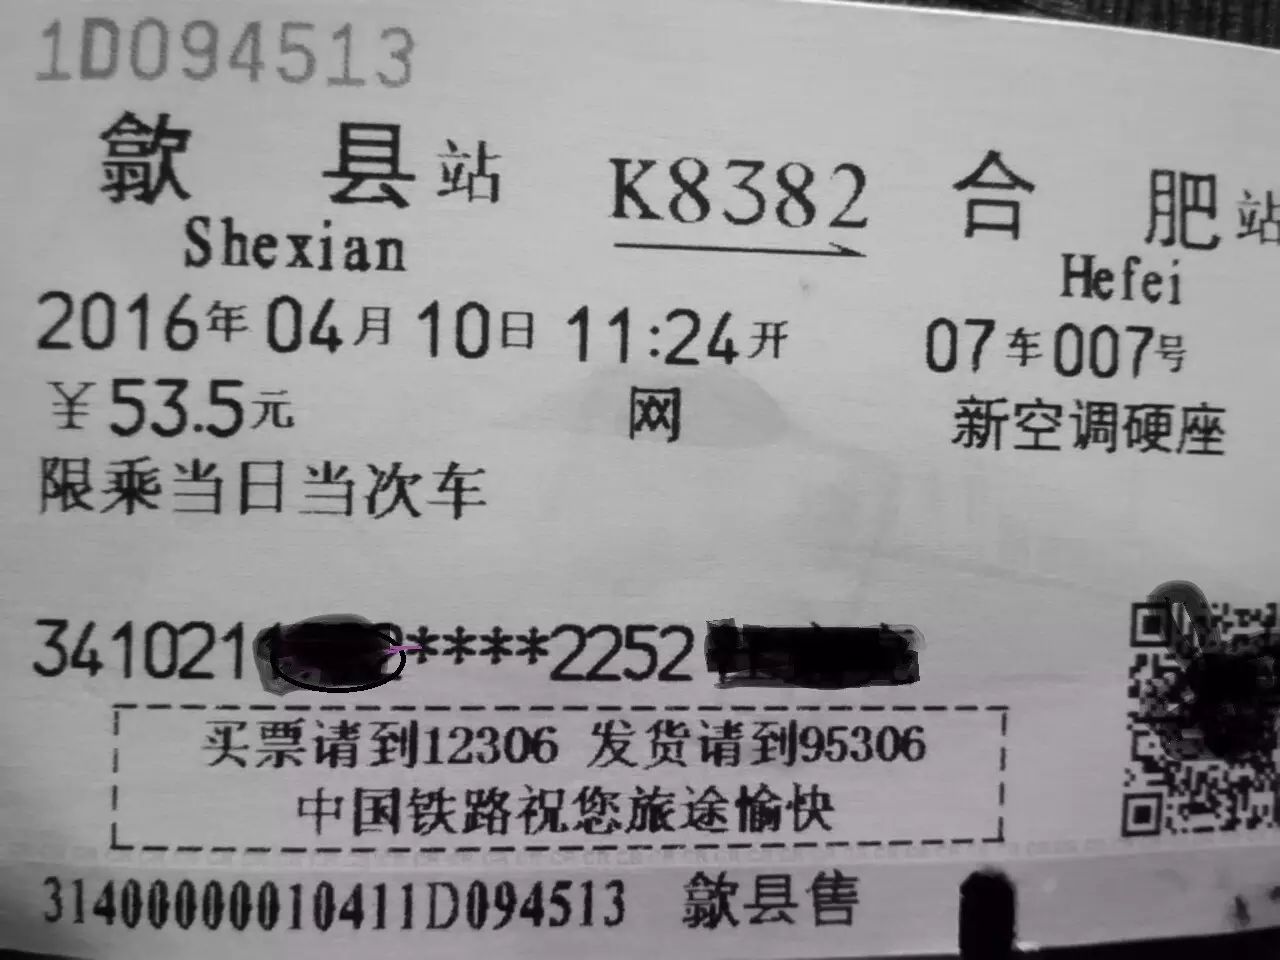 1D094513
歙县站 K8382 合肥站
Shexian Hefei
2016年04月10日 11:24开 07车007号
¥53.5元 网 新空调硬座
限乘当日当次车
341021 ****2252
买票请到12306 发货请到95306
中国铁路祝您旅途愉快
31400000010411D094513 歙县售